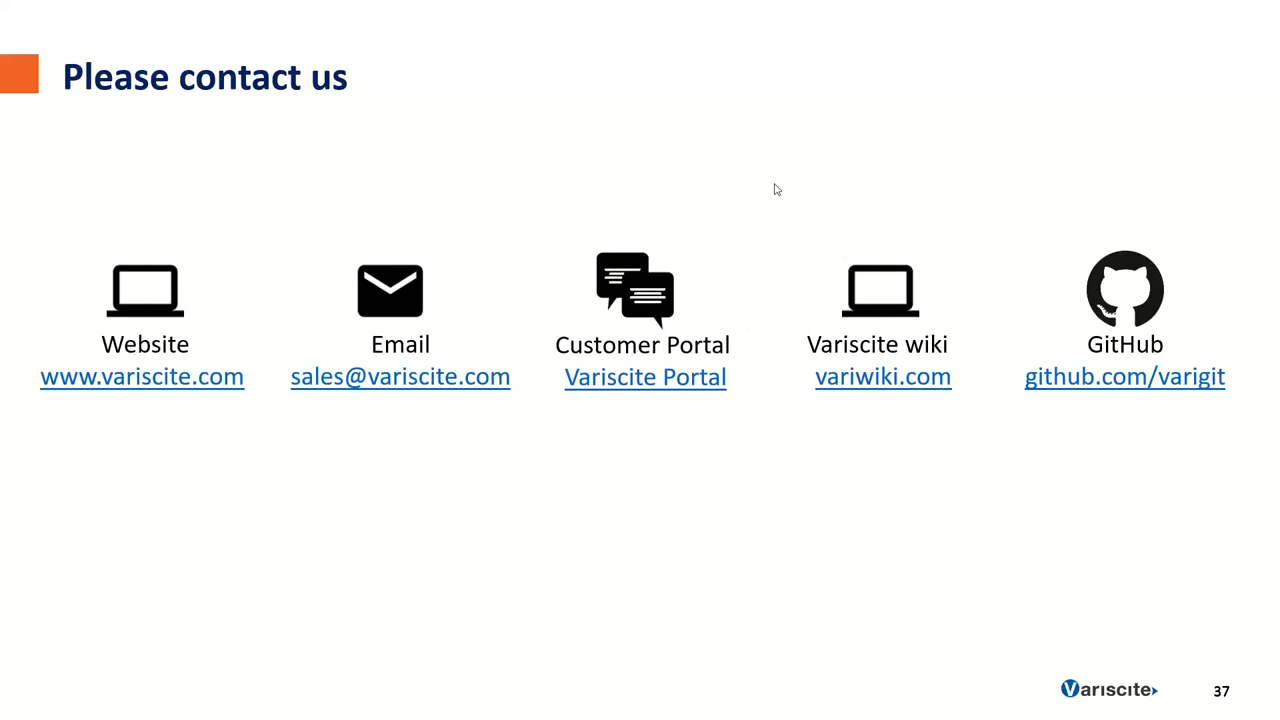 Please contact us
Website
www.variscite.com
Email
sales@variscite.com
Customer Portal
Variscite Portal
Variscite wiki
variwiki.com
GitHub
github.com/varigit
Variscite
37